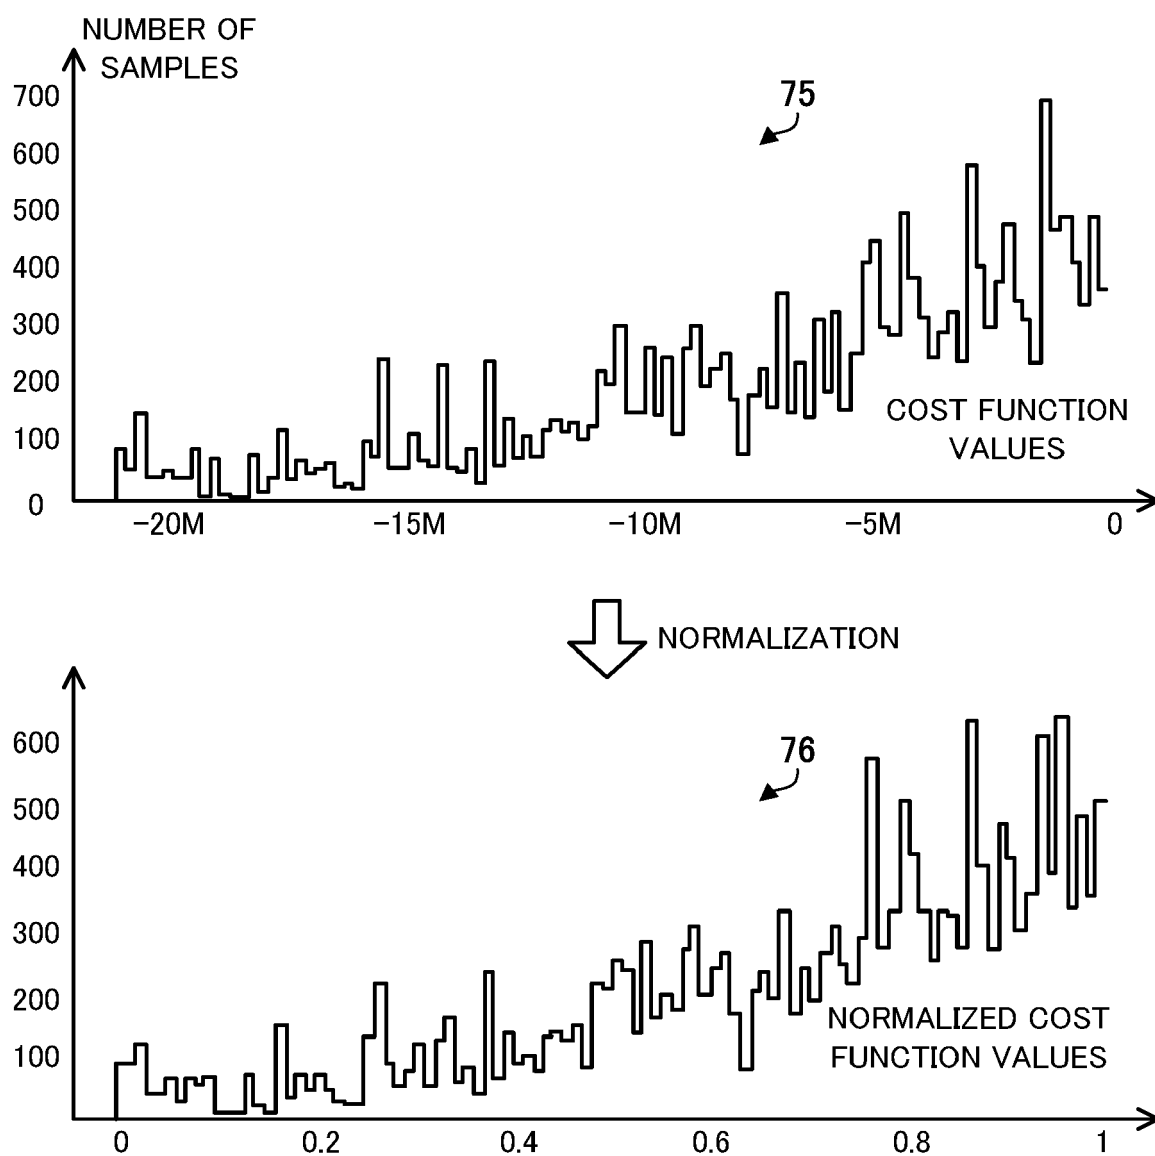 NUMBER OF
SAMPLES
700
600
500
400
300
200
100
0
75
COST FUNCTION
VALUES
-20M -15M -10M -5M 0
NORMALIZATION
600
500
400
300
200
100
76
NORMALIZED COST
FUNCTION VALUES
0 0.2 0.4 0.6 0.8 1